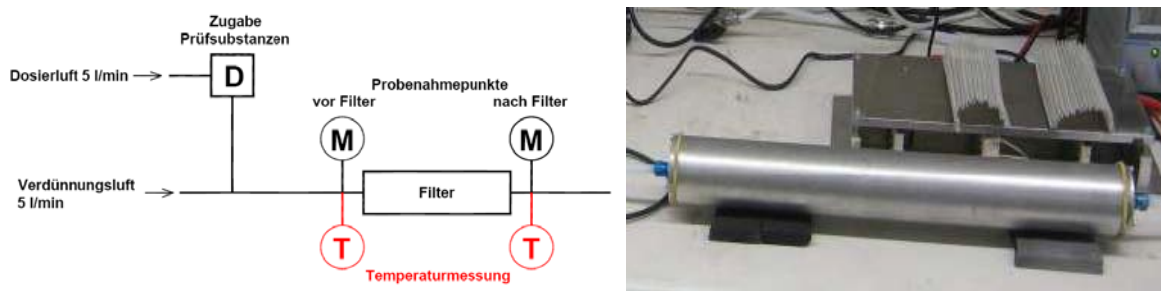 Zugabe
Prüfsubstanzen
Dosierluft 5 l/min
D
Probenahmepunkte
vor Filter
nach Filter
M
M
Verdünnungsluft
5 l/min
Filter
T
T
Temperaturmessung